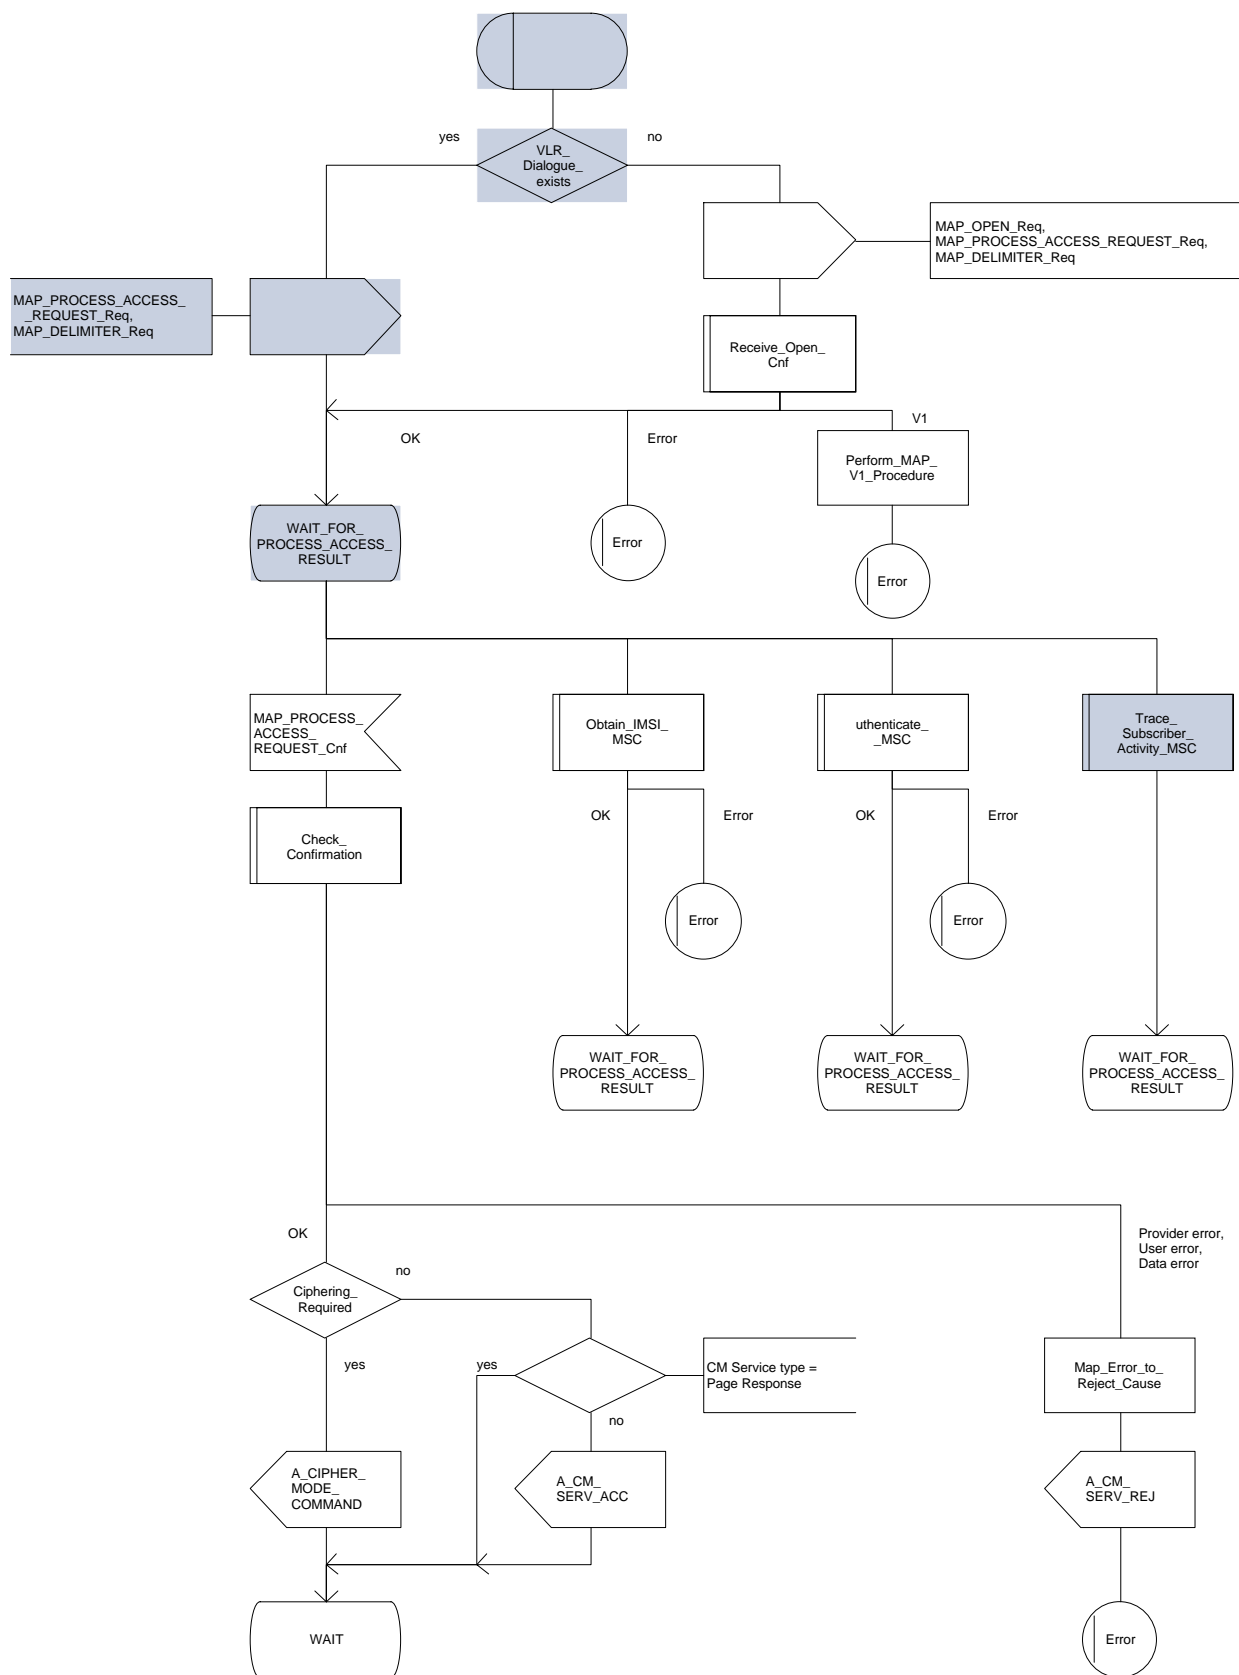 yes
no
VLR_
Dialogue_
exists
MAP_OPEN_Req,
MAP_PROCESS_ACCESS_REQUEST_Req,
MAP_DELIMITER_Req
MAP_PROCESS_ACCESS_
_REQUEST_Req,
MAP_DELIMITER_Req
Receive_Open_
Cnf
OK
Error
V1
Perform_MAP_
V1_Procedure
WAIT_FOR_
PROCESS_ACCESS_
RESULT
Error
Error
MAP_PROCESS_
ACCESS_
REQUEST_Cnf
Obtain_IMSI_
MSC
uthenticate_
_MSC
Trace_
Subscriber_
Activity_MSC
Check_
Confirmation
OK
Error
OK
Error
Error
Error
WAIT_FOR_
PROCESS_ACCESS_
RESULT
WAIT_FOR_
PROCESS_ACCESS_
RESULT
WAIT_FOR_
PROCESS_ACCESS_
RESULT
OK
Provider error,
User error,
Data error
no
Ciphering_
Required
yes
yes
CM Service type =
Page Response
no
Map_Error_to_
Reject_Cause
A_CIPHER_
MODE_
COMMAND
A_CM_
SERV_ACC
A_CM_
SERV_REJ
WAIT
Error